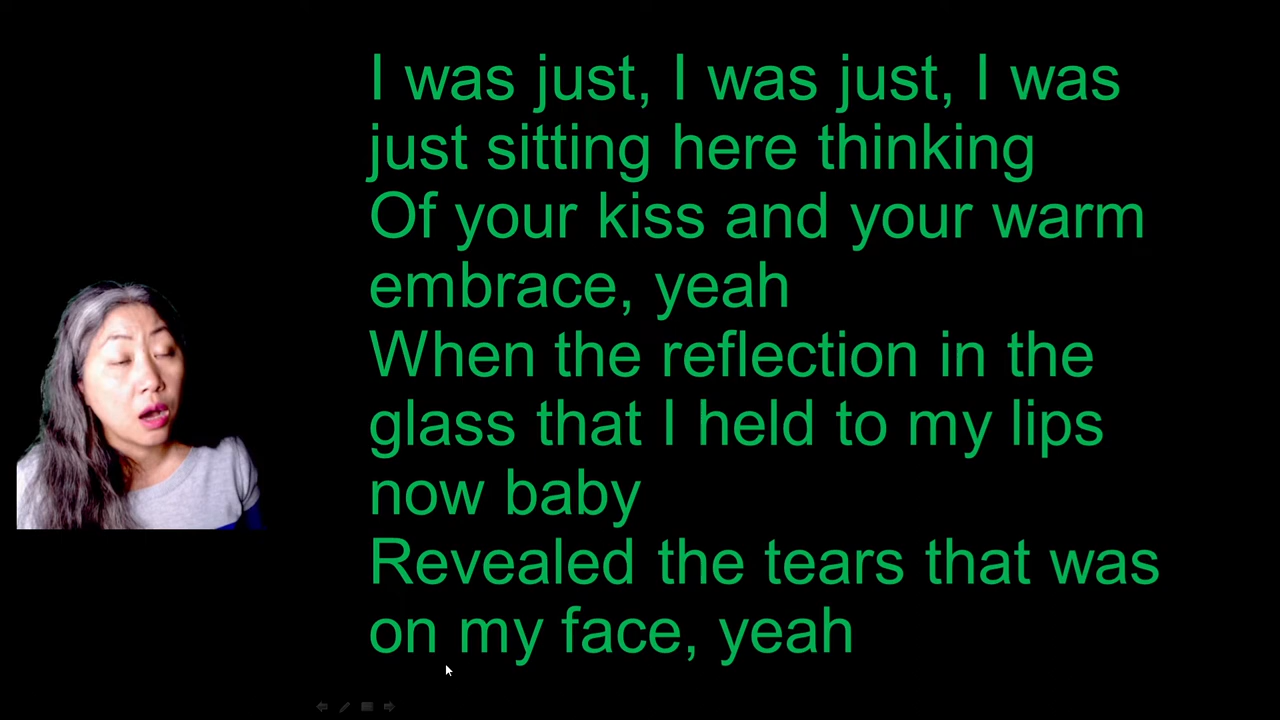 I was just, I was just, I was
just sitting here thinking
Of your kiss and your warm
embrace, yeah
When the reflection in the
glass that I held to my lips
now baby
Revealed the tears that was
on my face, yeah